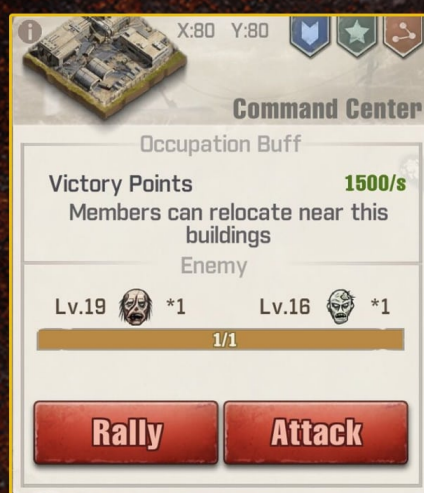 X:80 Y:80
Command Center
Occupation Buff
Victory Points 1500/s
Members can relocate near this
buildings
Enemy
Lv.19 *1 Lv.16 *1
1/1
Rally Attack